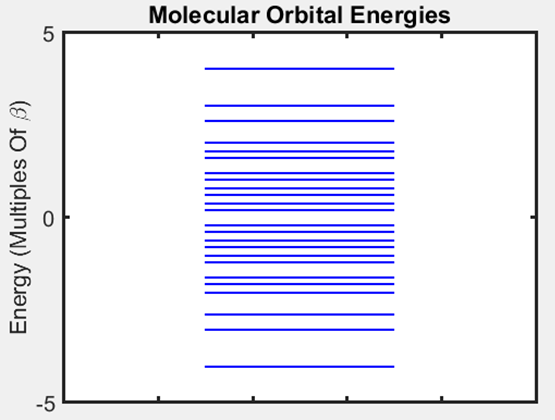 Molecular Orbital Energies
5
Energy (Multiples Of β)
0
-5